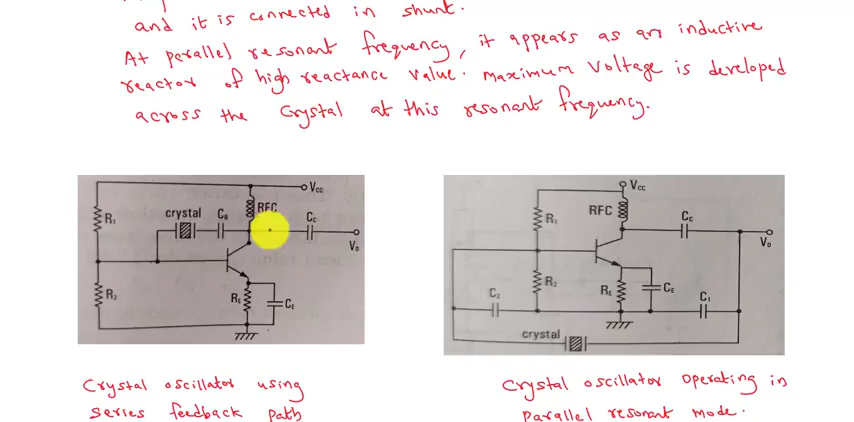 and it is connected in shunt.
At parallel resonant frequency, it appears as an inductive
reactor of high reactance value. Maximum Voltage is developed
across the crystal at this resonant frequency.
VCC
RFC
R1
crystal
CB
CC
V0
R2
RE
CE
Crystal oscillator using
Series feedback path
VCC
RFC
R1
CC
V0
R2
C2
RE
CE
C1
crystal
Crystal oscillator operating in
Parallel resonant mode.